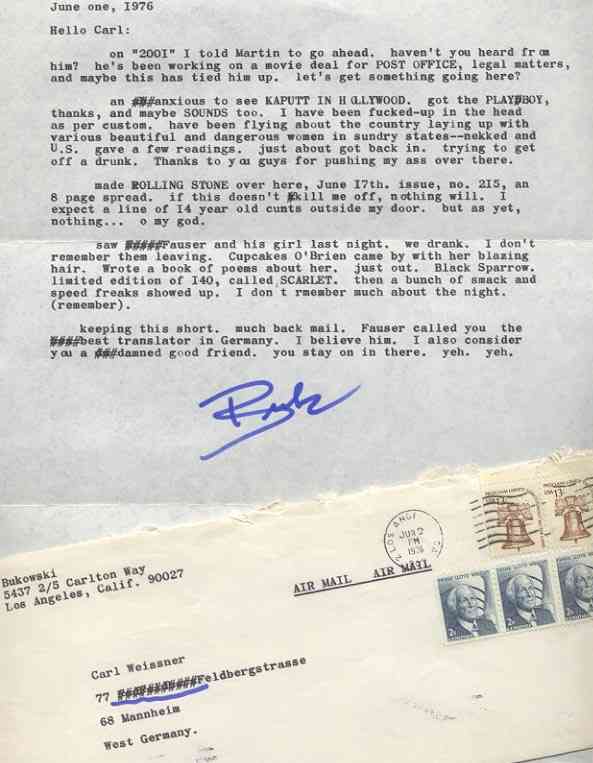 June one, 1976
Hello Carl:
on "2001" I told Martin to go ahead. haven't you heard from
him? he's been working on a movie deal for POST OFFICE, legal matters,
and maybe this has tied him up. let's get something going here?
an ###anxious to see KAPUTT IN HOLLYWOOD. got the PLAY#BOY,
thanks, and maybe SOUNDS too. I have been fucked-up in the head
as per custom. have been flying about the country laying up with
various beautiful and dangerous women in sundry states--nekked and
U.S. gave a few readings. just about got back in. trying to get
off a drunk. Thanks to you guys for pushing my ass over there.
made ROLLING STONE over here, June 17th. issue, no. 215, an
8 page spread. if this doesn't #kill me off, nothing will. I
expect a line of 14 year old cunts outside my door. but as yet,
nothing... o my god.
saw #####Fauser and his girl last night. we drank. I don't
remember them leaving. Cupcakes O'Brien came by with her blazing
hair. Wrote a book of poems about her. just out. Black Sparrow.
limited edition of 140, called SCARLET. then a bunch of smack and
speed freaks showed up. I don t rmember much about the night.
(remember).
keeping this short. much back mail. Fauser called you the
####best translator in Germany. I believe him. I also consider
you a ###damned good friend. you stay on in there. yeh. yeh.
Bukowski
5437 2/5 Carlton Way
Los Angeles, Calif. 90027
LOS ANGE
CA
JUN 2
PM
1976
AIR MAIL AIR MAIL
USA 13c
Carl Weissner
77 ###########Feldbergstrasse
68 Mannheim
West Germany.